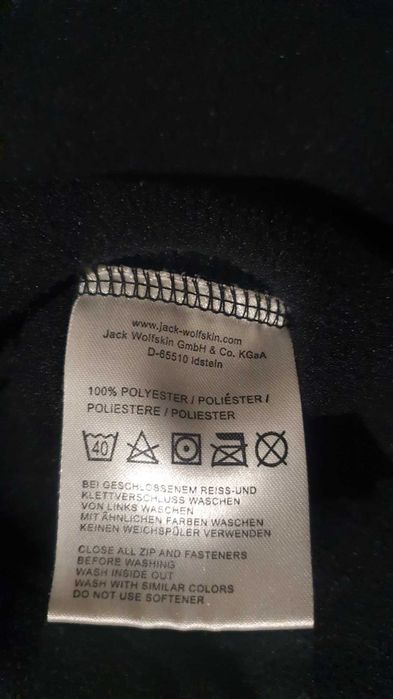 www.jack-wolfskin.com
Jack Wolfskin GmbH & Co. KGaA
D-65510 Idstein
100% POLYESTER / POLIÉSTER /
POLIESTERE / POLIESTER
40
BEI GESCHLOSSENEM REISS-UND
KLETTVERSCHLUSS WASCHEN
VON LINKS WASCHEN
MIT ÄHNLICHEN FARBEN WASCHEN
KEINEN WEICHSPÜLER VERWENDEN
CLOSE ALL ZIP AND FASTENERS
BEFORE WASHING
WASH INSIDE OUT
WASH WITH SIMILAR COLORS
DO NOT USE SOFTENER